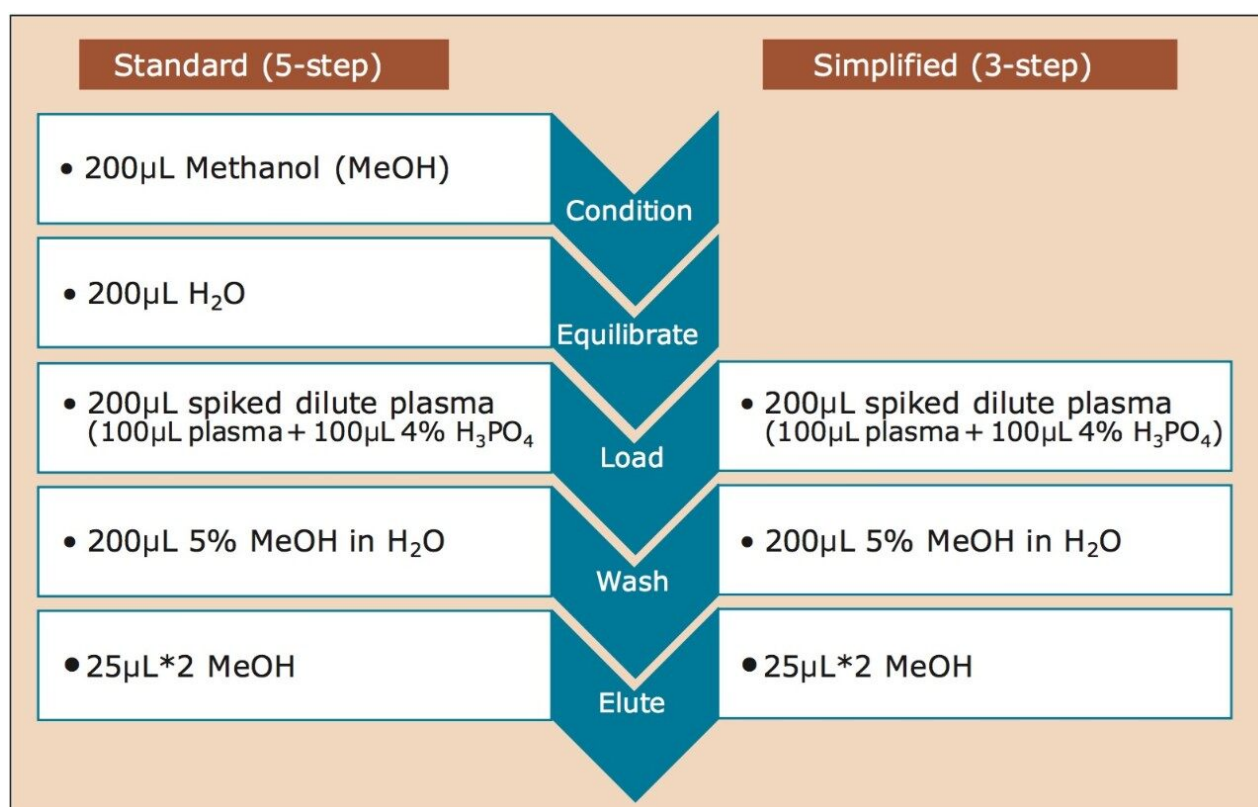 Standard (5-step)
Simplified (3-step)
• 200µL Methanol (MeOH)
Condition
• 200µL H₂O
Equilibrate
• 200µL spiked dilute plasma
(100µL plasma + 100µL 4% H₃PO₄
Load
• 200µL spiked dilute plasma
(100µL plasma + 100µL 4% H₃PO₄)
• 200µL 5% MeOH in H₂O
Wash
• 200µL 5% MeOH in H₂O
• 25µL*2 MeOH
Elute
• 25µL*2 MeOH